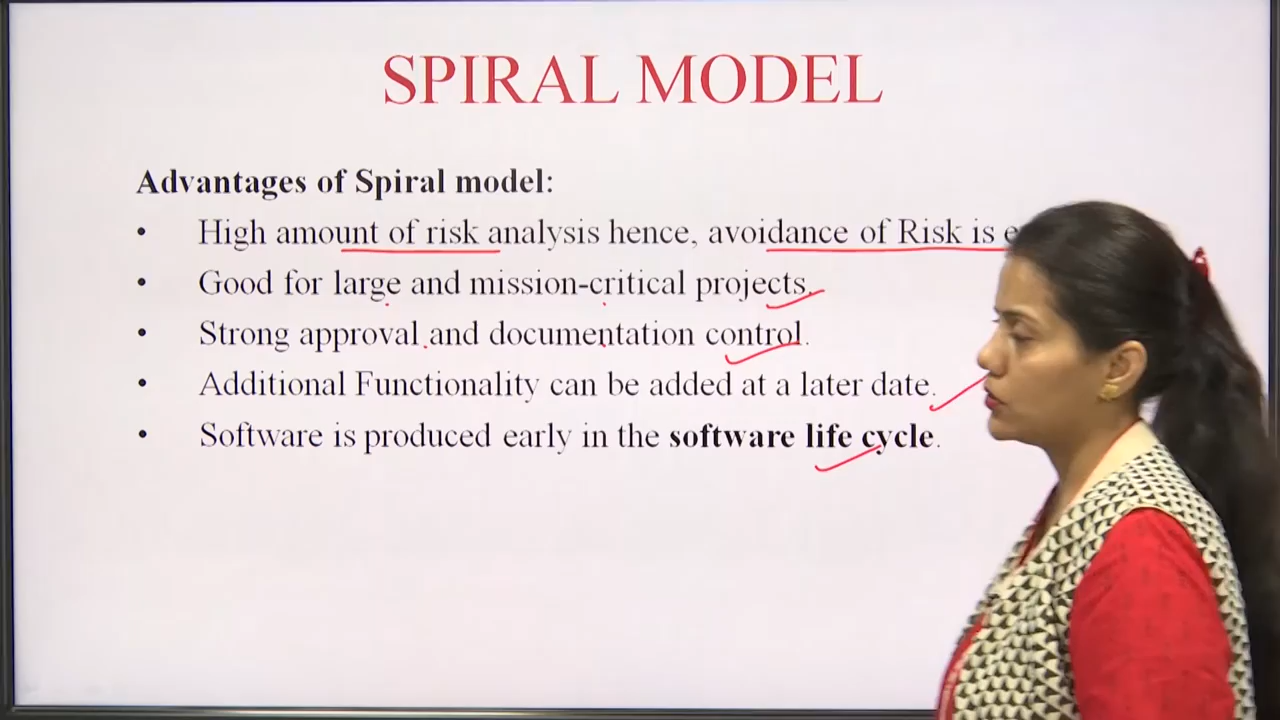 SPIRAL MODEL
Advantages of Spiral model:
• High amount of risk analysis hence, avoidance of Risk is
• Good for large and mission-critical projects.
• Strong approval and documentation control.
• Additional Functionality can be added at a later date.
• Software is produced early in the software life cycle.